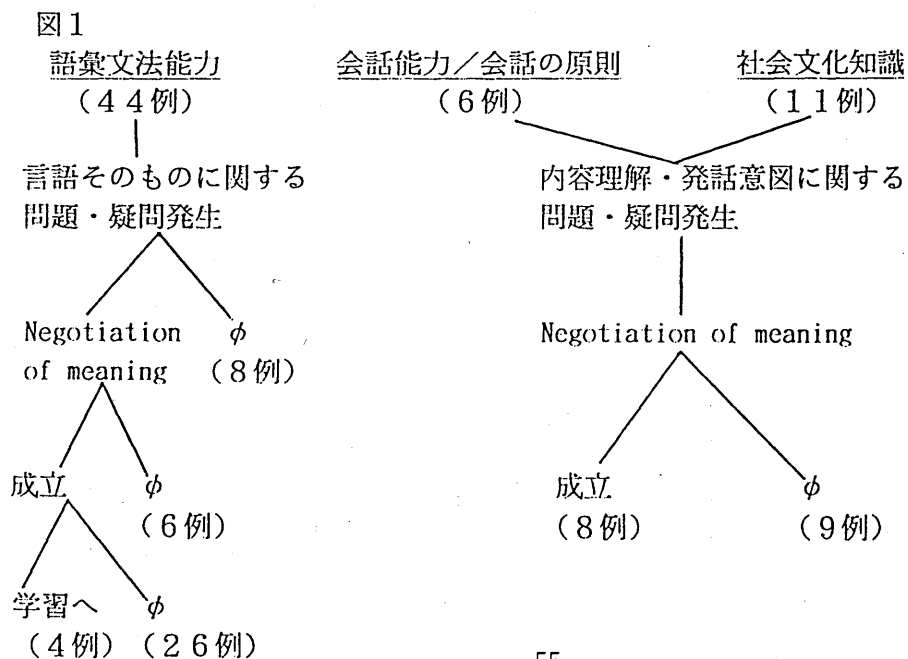 図1
語彙文法能力 会話能力／会話の原則 社会文化知識
(44例) (6例) (11例)
言語そのものに関する 内容理解・発話意図に関する
問題・疑問発生 問題・疑問発生
Negotiation φ Negotiation of meaning
of meaning (8例)
成立 φ 成立 φ
(6例) (8例) (9例)
学習へ φ
(4例) (26例)